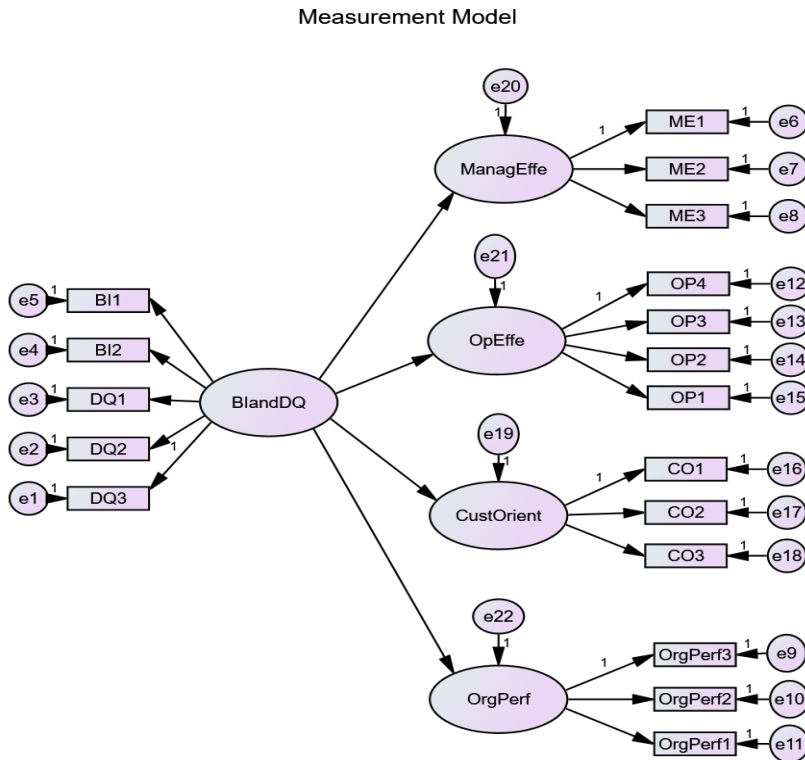 Measurement Model
e20
1
ManagEffe
1
ME1
1
e6
ME2
1
e7
ME3
1
e8
e21
1
OpEffe
1
OP4
1
e12
OP3
1
e13
OP2
1
e14
OP1
1
e15
e5
1
BI1
e4
1
BI2
e3
1
DQ1
e2
1
DQ2
e1
1
DQ3
1
BIandDQ
e19
1
CustOrient
1
CO1
1
e16
CO2
1
e17
CO3
1
e18
e22
1
OrgPerf
1
OrgPerf3
1
e9
OrgPerf2
1
e10
OrgPerf1
1
e11